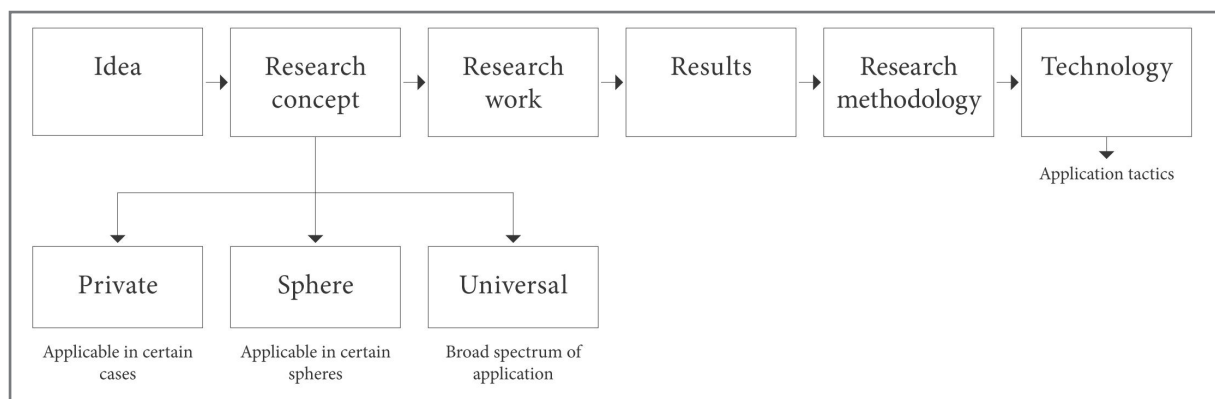 Idea
Research
concept
Research
work
Results
Research
methodology
Technology
Application tactics
Private
Sphere
Universal
Applicable in certain
cases
Applicable in certain
spheres
Broad spectrum of
application